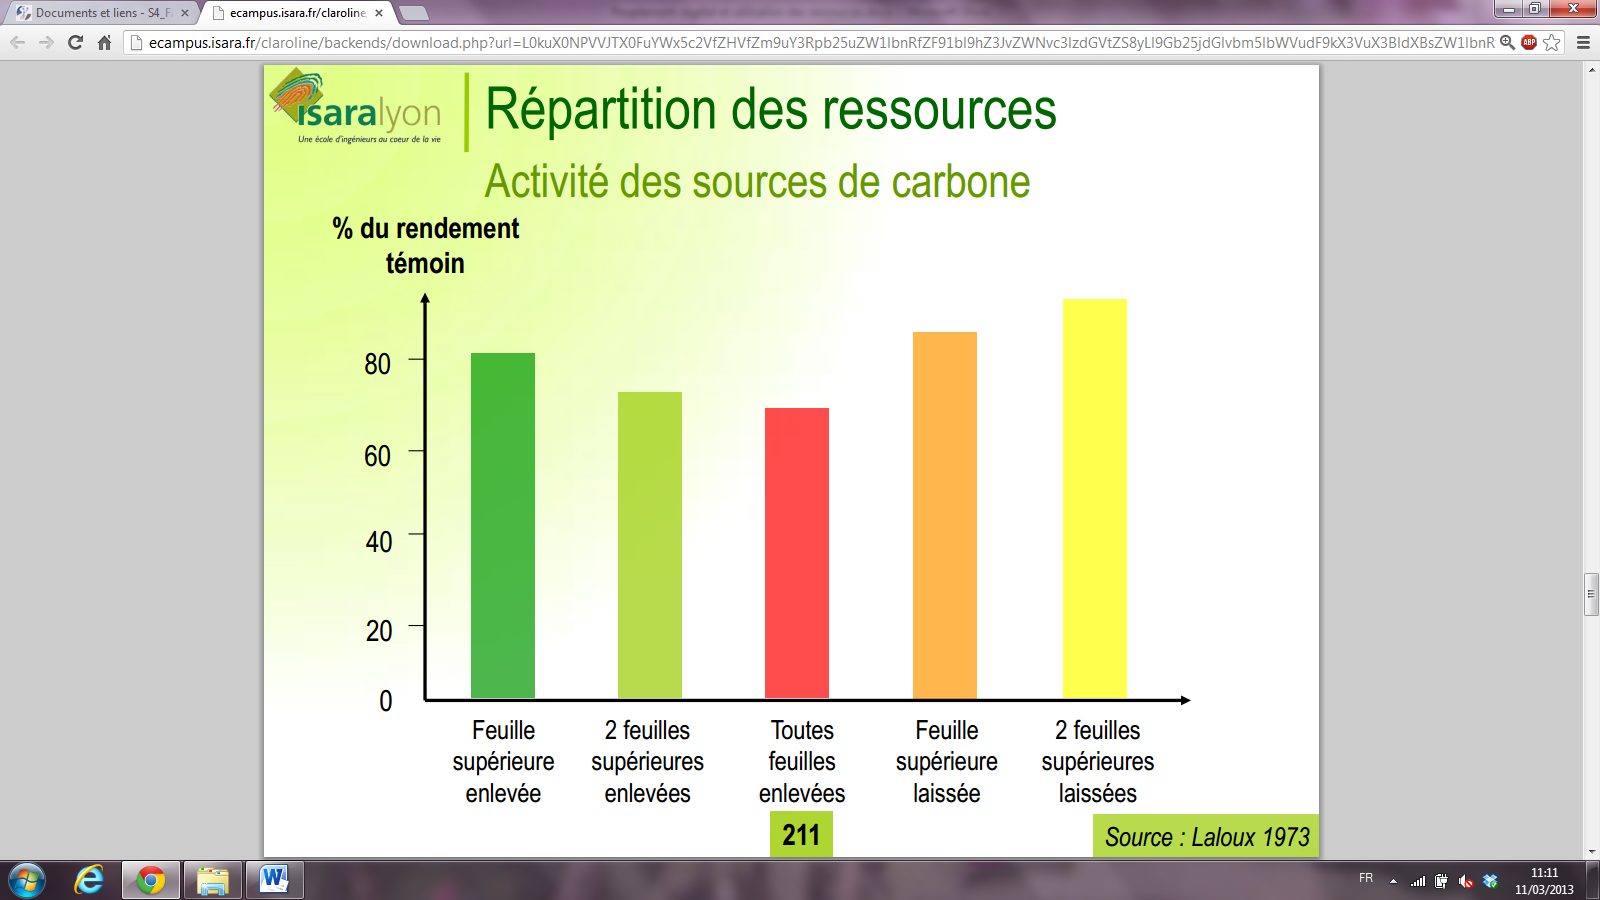 Documents et liens - S4_F
ecampus.isara.fr/claroline
ecampus.isara.fr/claroline/backends/download.php?url=
ABP
isaralyon
Une école d'ingénieurs au coeur de la vie
Répartition des ressources
Activité des sources de carbone
% du rendement
témoin
80
60
40
20
0
Feuille
supérieure
enlevée
2 feuilles
supérieures
enlevées
Toutes
feuilles
enlevées
Feuille
supérieure
laissée
2 feuilles
supérieures
laissées
211
Source : Laloux 1973
FR
11:11
11/03/2013